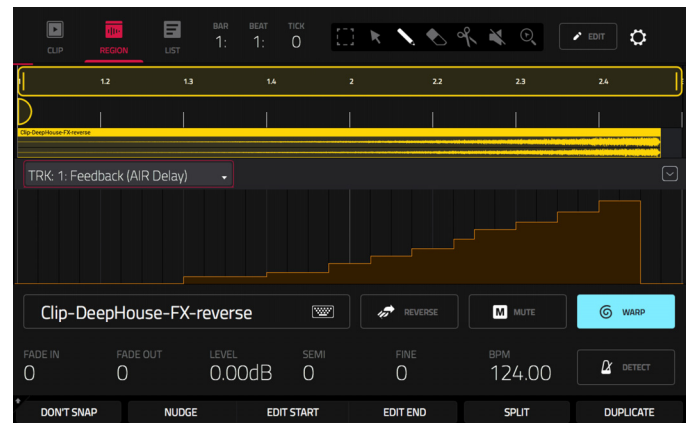 BAR BEAT TICK
1: 1: 0
CLIP REGION LIST
EDIT
1.2 1.3 1.4 2 2.2 2.3 2.4
Clip-DeepHouse-FX-reverse
TRK: 1: Feedback (AIR Delay)
Clip-DeepHouse-FX-reverse REVERSE M MUTE WARP
FADE IN FADE OUT LEVEL SEMI FINE BPM
0 0 0.00dB 0 0 124.00 DETECT
DON'T SNAP NUDGE EDIT START EDIT END SPLIT DUPLICATE